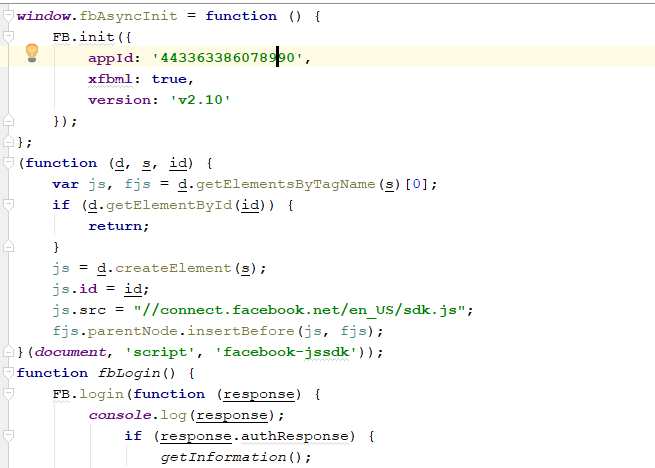 window.fbAsyncInit = function () {
    FB.init({
        appId: '443363386078990',
        xfbml: true,
        version: 'v2.10'
    });
};
(function (d, s, id) {
    var js, fjs = d.getElementsByTagName(s)[0];
    if (d.getElementById(id)) {
        return;
    }
    js = d.createElement(s);
    js.id = id;
    js.src = "//connect.facebook.net/en_US/sdk.js";
    fjs.parentNode.insertBefore(js, fjs);
}(document, 'script', 'facebook-jssdk'));
function fbLogin() {
    FB.login(function (response) {
        console.log(response);
            if (response.authResponse) {
                getInformation();